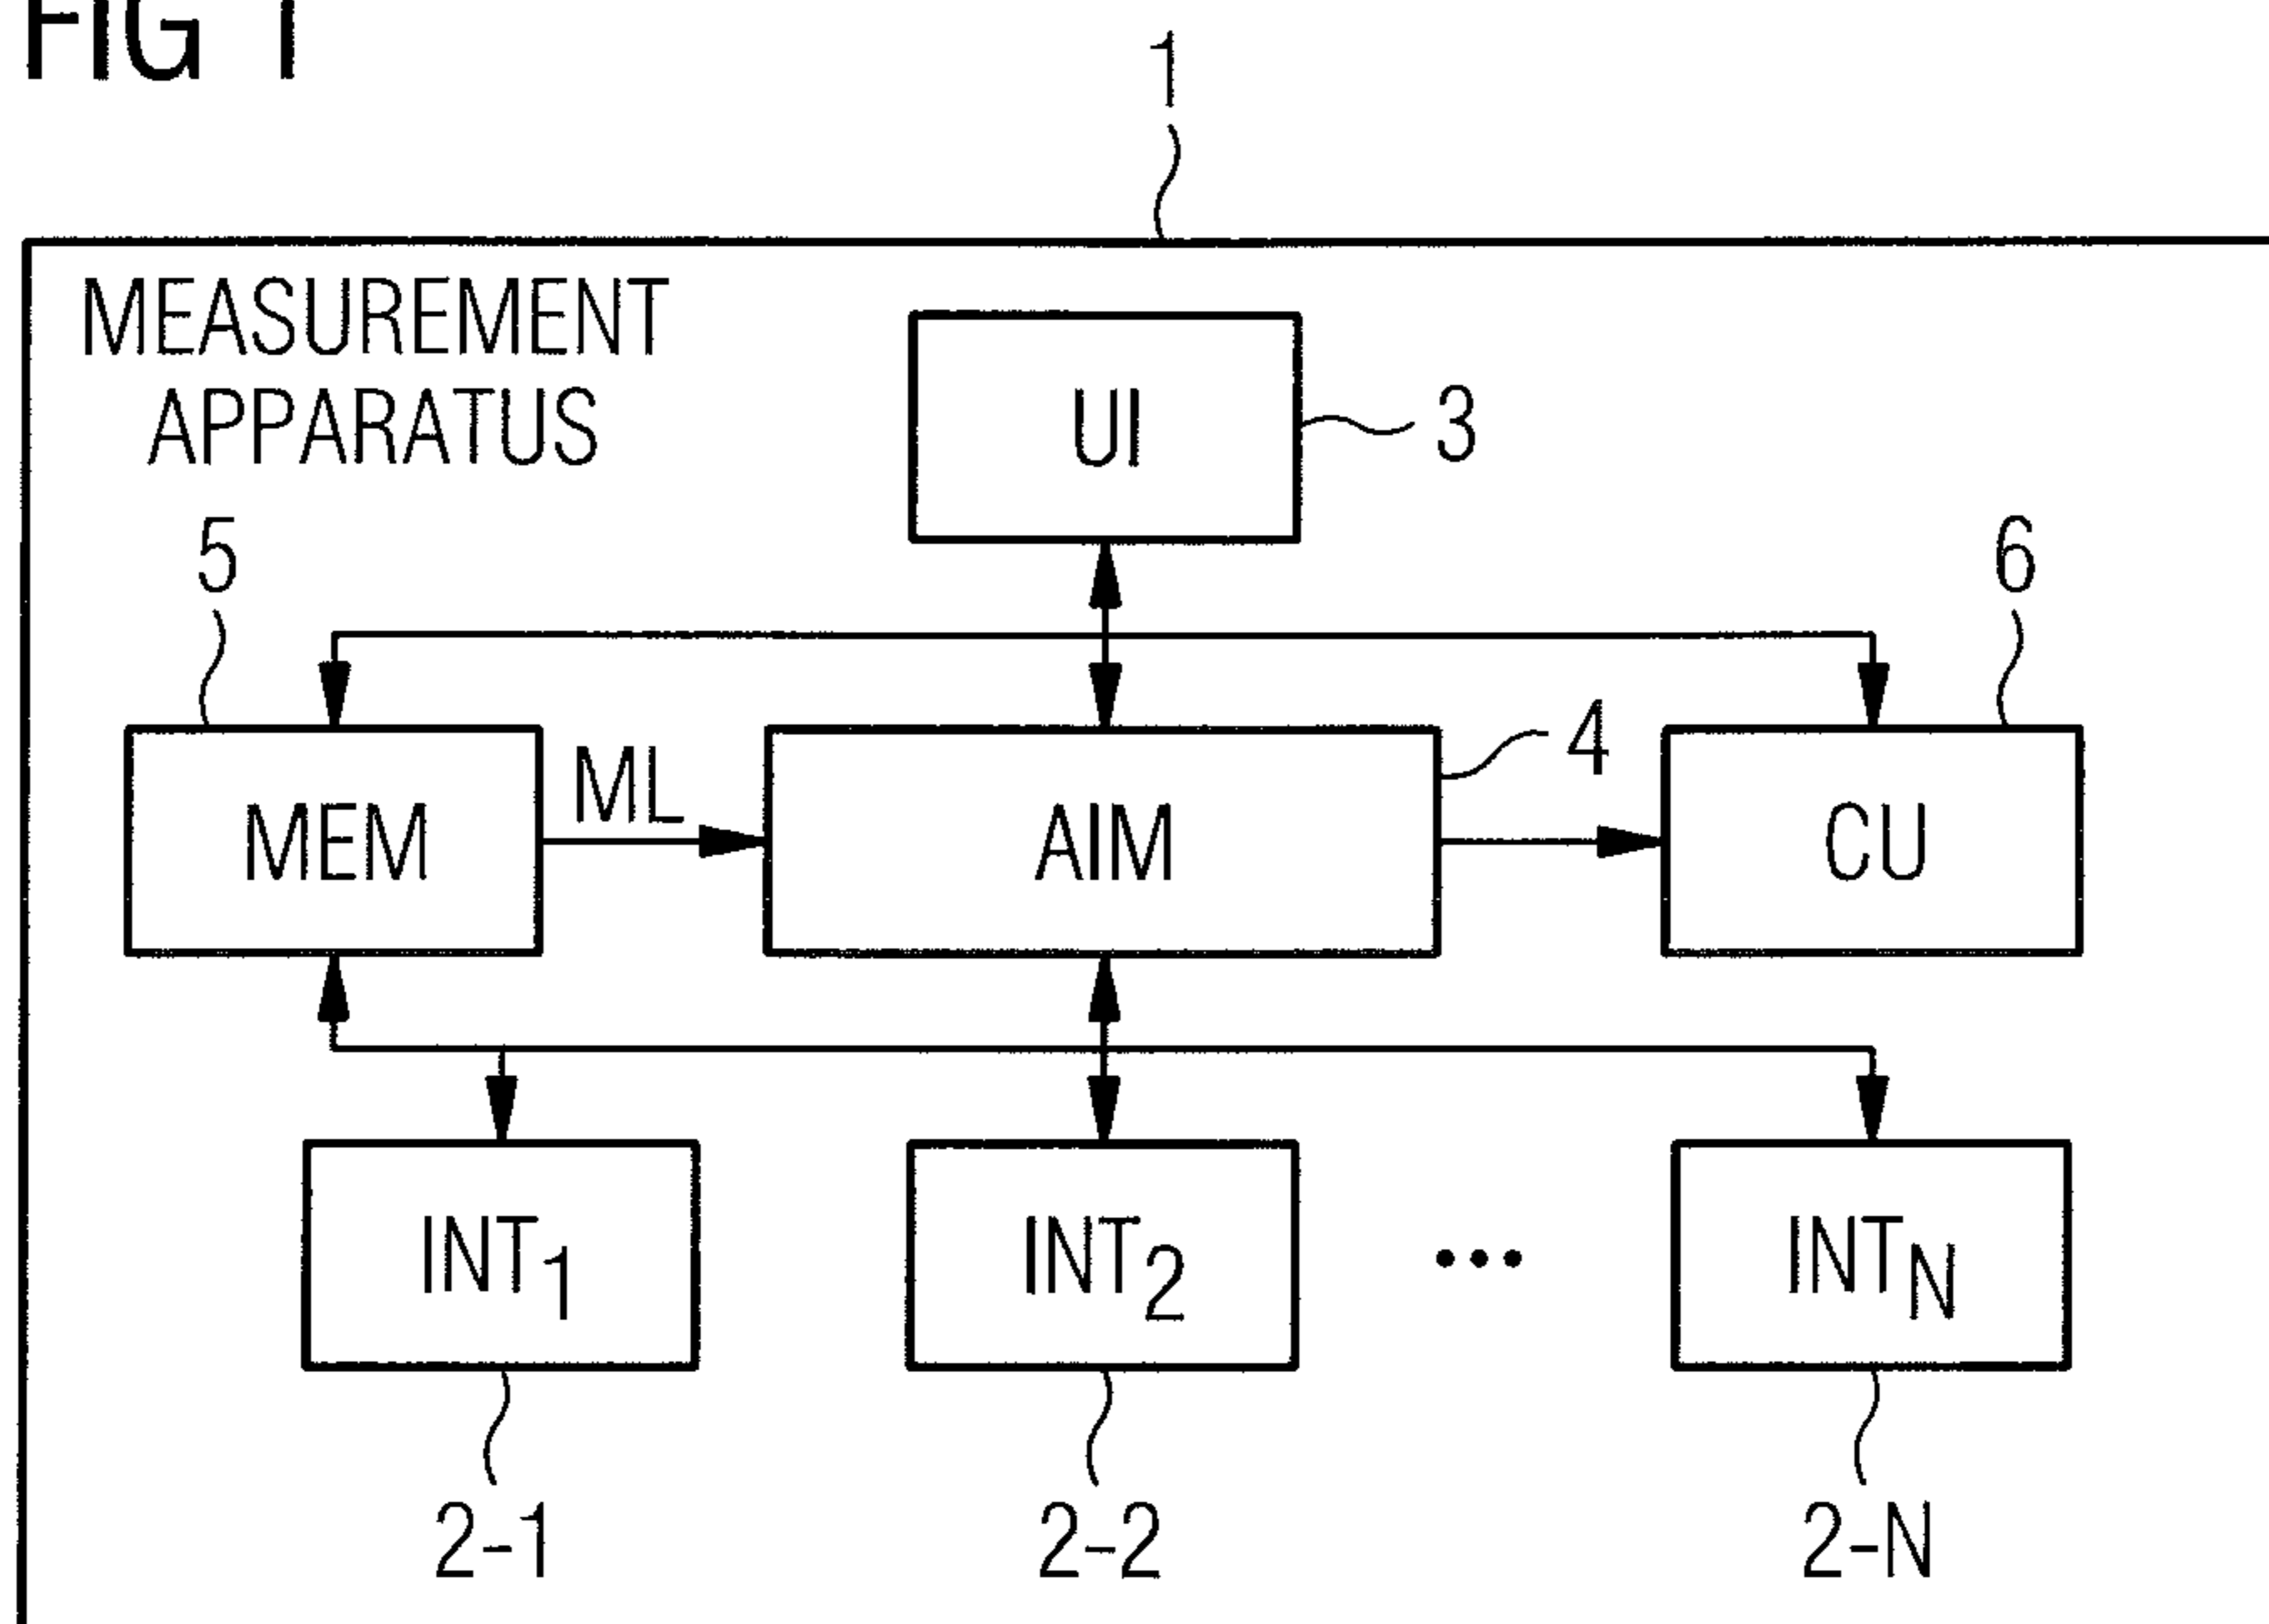 FIG 1
1
MEASUREMENT
APPARATUS
UI
3
5
6
4
MEM
ML
AIM
CU
INT1
INT2
...
INTN
2-1
2-2
2-N